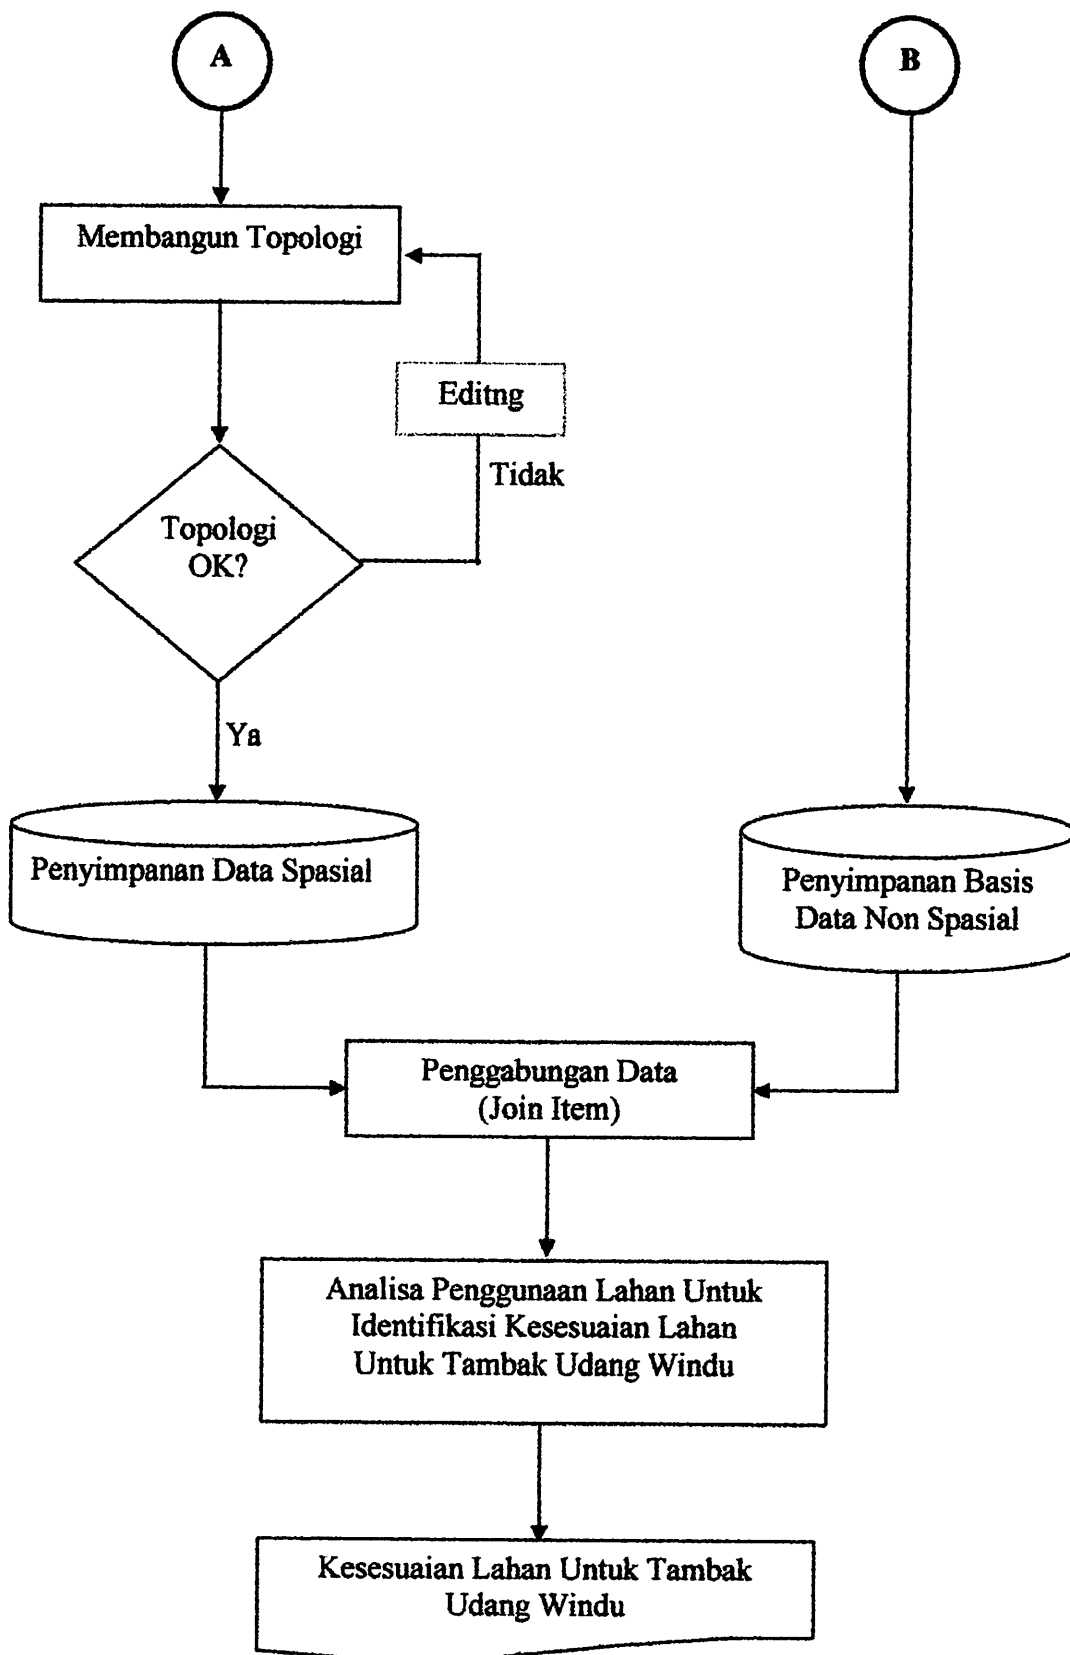 A
B
Membangun Topologi
Editng
Tidak
Topologi
OK?
Ya
Penyimpanan Data Spasial
Penyimpanan Basis
Data Non Spasial
Penggabungan Data
(Join Item)
Analisa Penggunaan Lahan Untuk
Identifikasi Kesesuaian Lahan
Untuk Tambak Udang Windu
Kesesuaian Lahan Untuk Tambak
Udang Windu